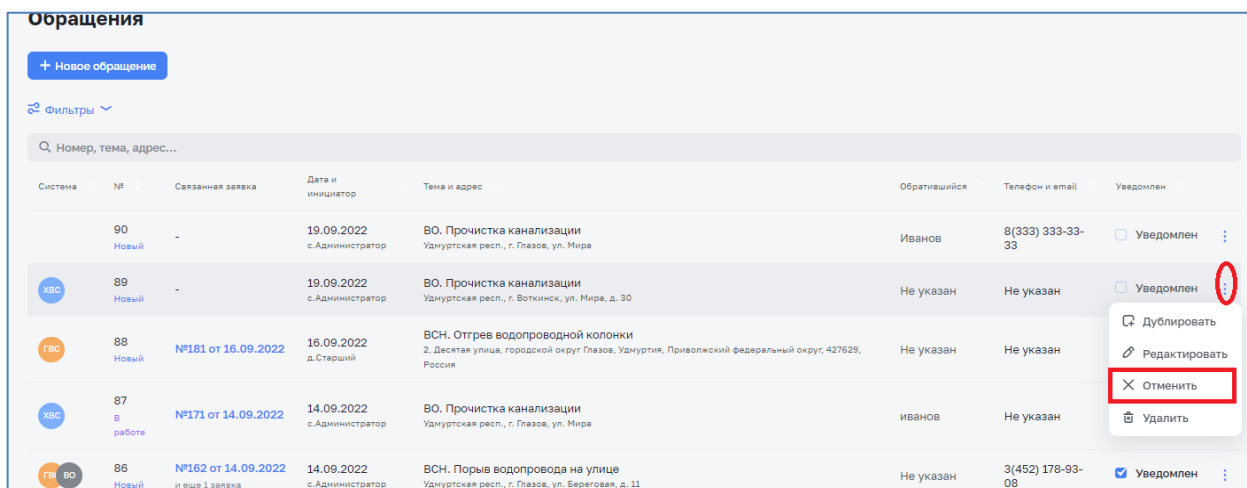 Обращения
+ Новое обращение
Фильтры
Номер, тема, адрес...
Система № Связанная заявка Дата и инициатор Тема и адрес Обратившийся Телефон и email Уведомлен
90 - 19.09.2022 ВО. Прочистка канализации Иванов 8(333) 333-33-33 Уведомлен
Новый с.Администратор Удмуртская респ., г. Глазов, ул. Мира
ХВС 89 - 19.09.2022 ВО. Прочистка канализации Не указан Не указан Уведомлен
Новый с.Администратор Удмуртская респ., г. Воткинск, ул. Мира, д. 30
Дублировать
Редактировать
Отменить
Удалить
ГВС 88 №181 от 16.09.2022 16.09.2022 ВСН. Отгрев водопроводной колонки Не указан Не указан
Новый д.Старший 2, Десятая улица, городской округ Глазов, Удмуртия, Приволжский федеральный округ, 427629,
Россия
ХВС 87 №171 от 14.09.2022 14.09.2022 ВО. Прочистка канализации иванов Не указан
В работе с.Администратор Удмуртская респ., г. Глазов, ул. Мира
ГВ ВО 86 №162 от 14.09.2022 14.09.2022 ВСН. Порыв водопровода на улице Не указан 3(452) 178-93-08 Уведомлен
Новый и еще 1 заявка с.Администратор Удмуртская респ., г. Глазов, ул. Береговая, д. 11